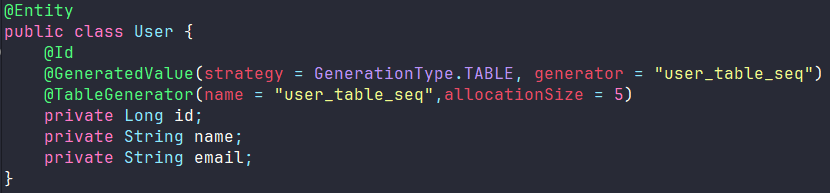 @Entity
public class User {
    @Id
    @GeneratedValue(strategy = GenerationType.TABLE, generator = "user_table_seq")
    @TableGenerator(name = "user_table_seq",allocationSize = 5)
    private Long id;
    private String name;
    private String email;
}